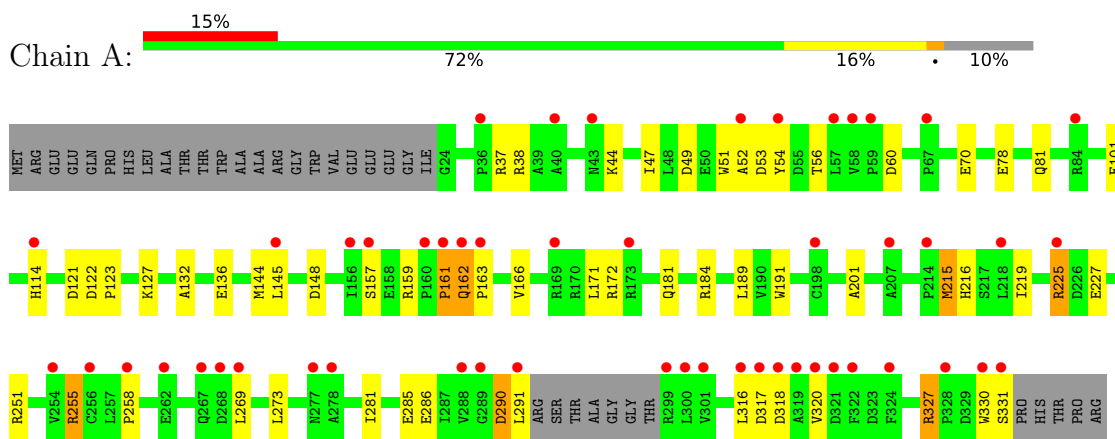 15%
Chain A:
72% 16% • 10%
MET ARG GLU GLU GLU GLN PRO HIS LEU ALA THR THR TRP ALA ALA ARG GLY TRP VAL GLU GLU GLU GLY ILE G24 P36 R37 R38 A39 A40 N43 K44 I47 L48 D49 E50 W51 A52 D53 Y54 D55 T56 L57 V58 P59 D60 P67 E70 E78 Q81 R84
H114 D121 D122 P123 K127 A132 E136 M144 L145 D148 I156 S157 E158 R159 P160 P161 Q162 P163 V166 R169 R170 L171 R172 R173 Q181 R184 L189 V190 W191 C198 A201 A207 P214 M215 H216 S217 L218 I219 R225 D226 E227
R251 V254 R255 C256 L257 P258 E262 Q267 D268 L269 L273 N277 A278 I281 E285 E286 I287 V288 G289 D290 L291 ARG SER THR ALA GLY GLY THR R299 L300 V301 L316 D317 D318 A319 V320 D321 F322 D323 F324 R327 P328 D329 W330 S331 PRO HIS THR PRO ARG